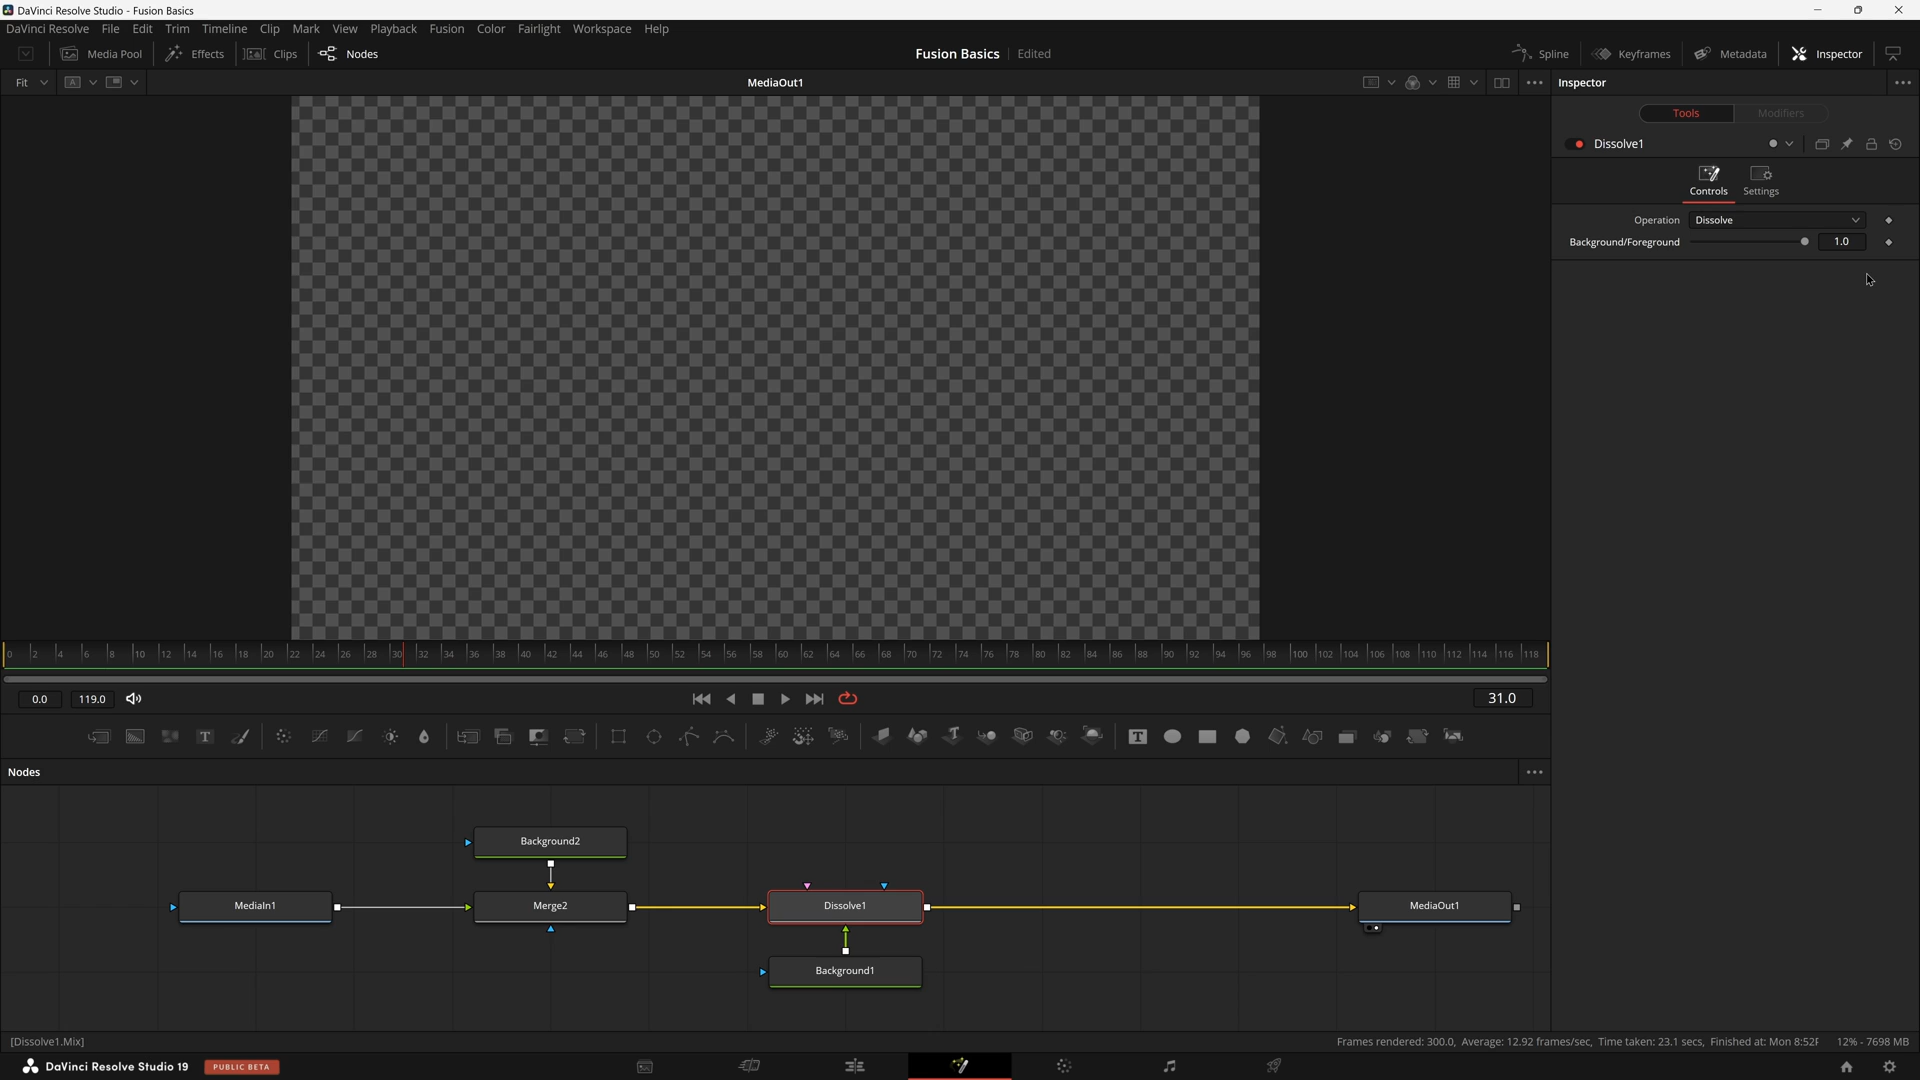 DaVinci Resolve Studio - Fusion Basics
DaVinci Resolve File Edit Trim Timeline Clip Mark View Playback Fusion Color Fairlight Workspace Help
Media Pool Effects Clips Nodes Fusion Basics Edited Spline Keyframes Metadata Inspector
Fit A MediaOut1 Inspector
Tools Modifiers
Dissolve1
Controls Settings
Operation Dissolve
Background/Foreground 1.0
0 2 4 6 8 10 12 14 16 18 20 22 24 26 28 30 32 34 36 38 40 42 44 46 48 50 52 54 56 58 60 62 64 66 68 70 72 74 76 78 80 82 84 86 88 90 92 94 96 98 100 102 104 106 108 110 112 114 116 118
0.0 119.0 31.0
T T
Nodes
Background2
MediaIn1 Merge2 Dissolve1 MediaOut1
Background1
[Dissolve1.Mix] Frames rendered: 300.0, Average: 12.92 frames/sec, Time taken: 23.1 secs, Finished at: Mon 8:52F 12% - 7698 MB
DaVinci Resolve Studio 19 PUBLIC BETA